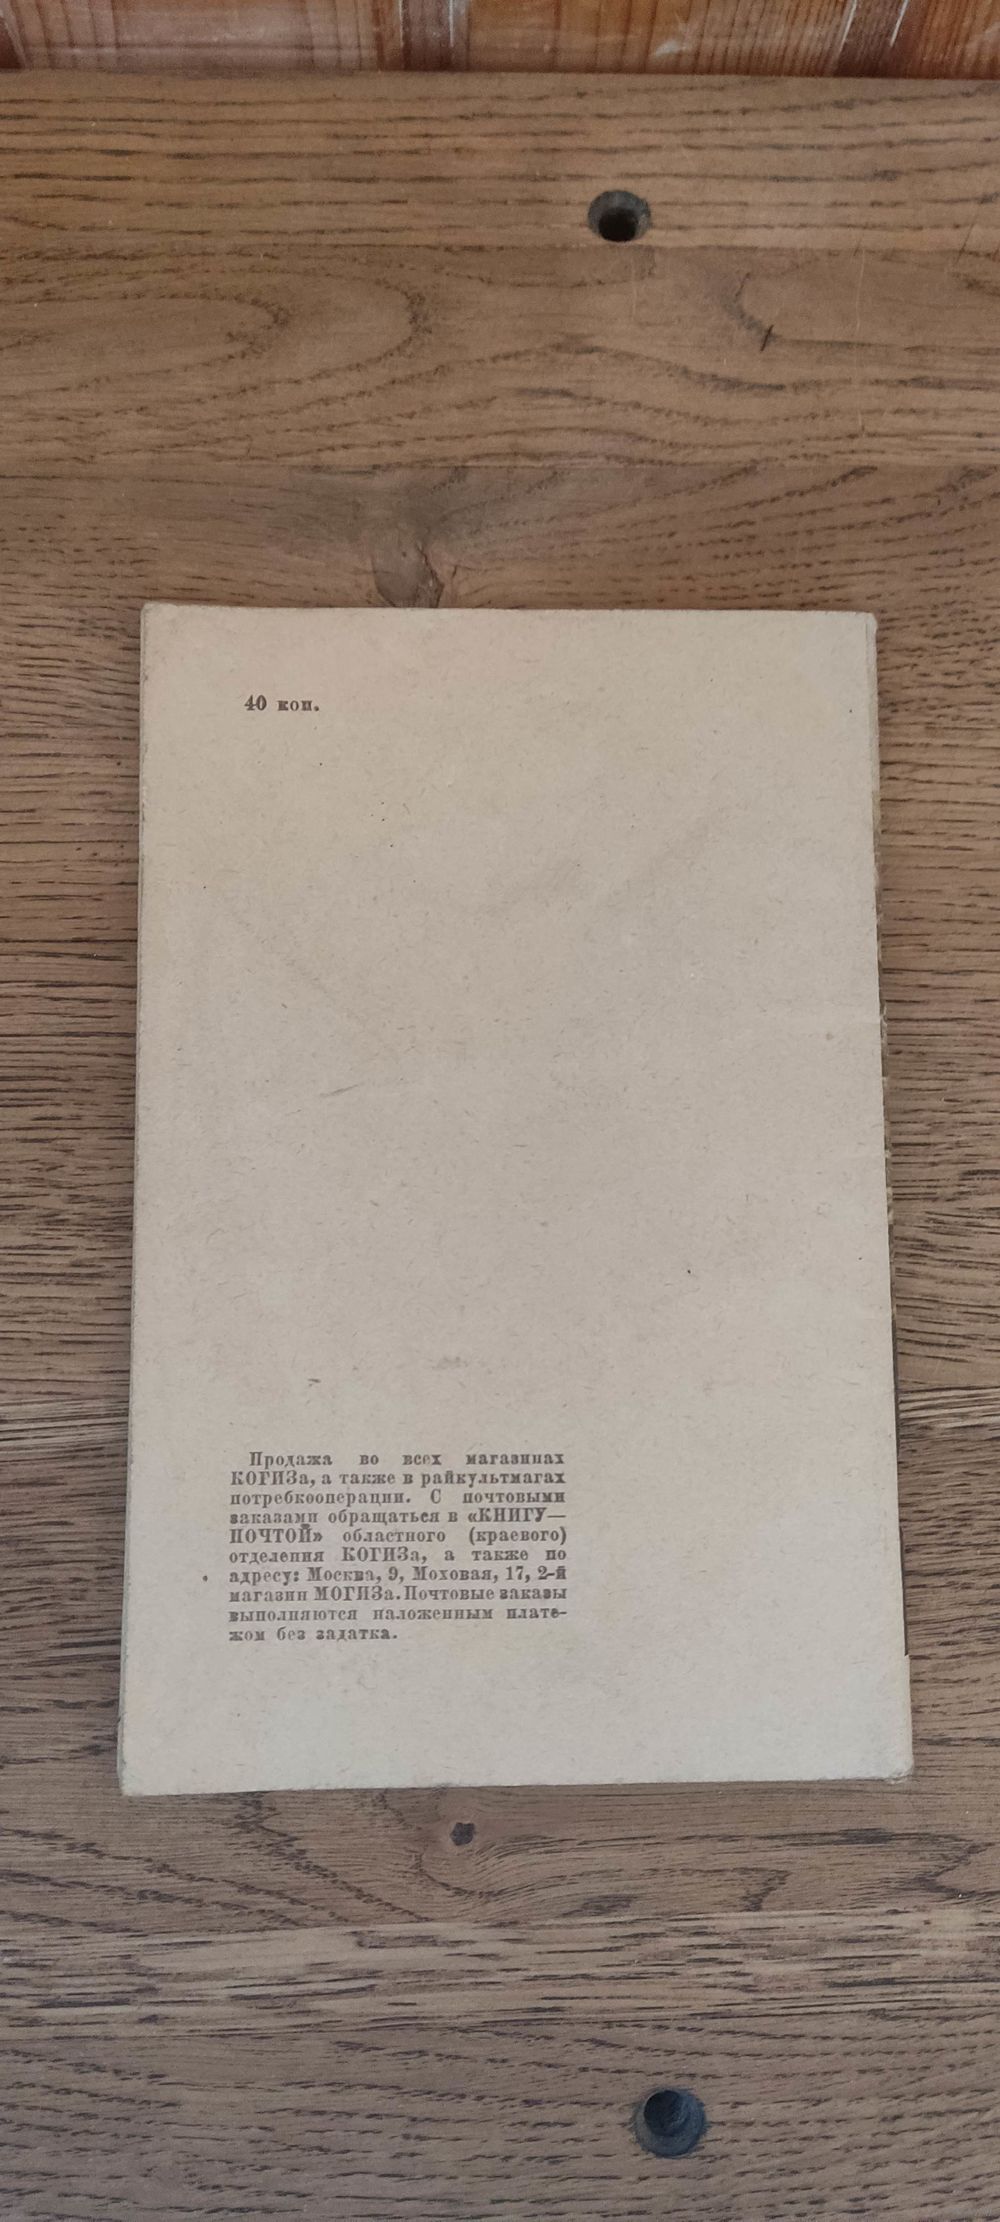 40 коп.
Продажа во всех магазинах
КОГИЗа, а также в райкультмагах
потребкооперации. С почтовыми
заказами обращаться в «КНИГУ—
ПОЧТОЙ» областного (краевого)
отделения КОГИЗа, а также по
адресу: Москва, 9, Моховая, 17, 2-й
магазин МОГИЗа. Почтовые заказы
выполняются наложенным плате-
жом без задатка.